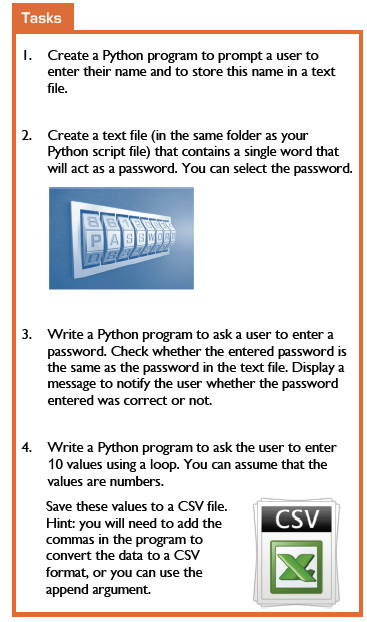 Tasks
1. Create a Python program to prompt a user to
enter their name and to store this name in a text
file.
2. Create a text file (in the same folder as your
Python script file) that contains a single word that
will act as a password. You can select the password.
PASSWORD
3. Write a Python program to ask a user to enter a
password. Check whether the entered password is
the same as the password in the text file. Display a
message to notify the user whether the password
entered was correct or not.
4. Write a Python program to ask the user to enter
10 values using a loop. You can assume that the
values are numbers.
Save these values to a CSV file.
Hint: you will need to add the
commas in the program to
convert the data to a CSV
format, or you can use the
append argument.
CSV
X